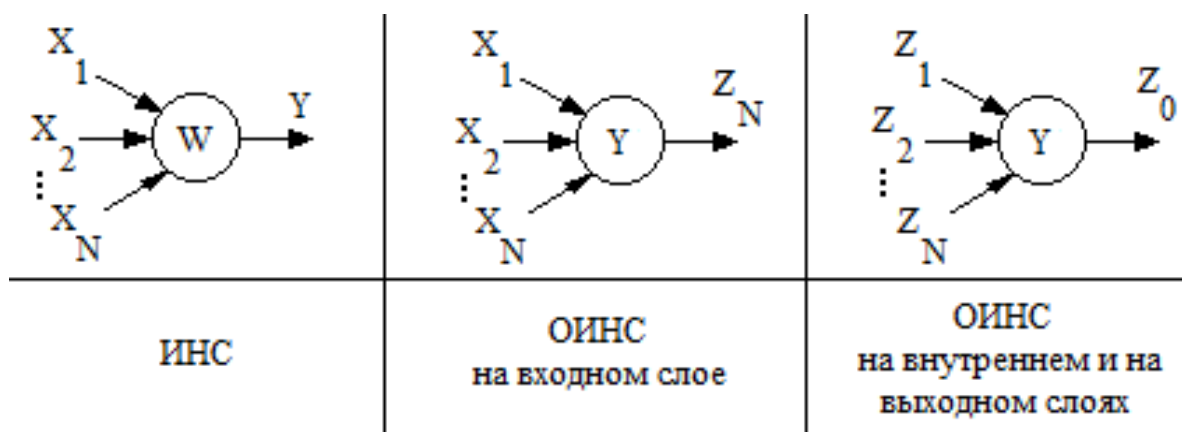 X1
X2
⋮
XN
W
Y
X1
X2
⋮
XN
Y
ZN
Z1
Z2
⋮
ZN
Y
Z0
ИНС
ОИНС
на входном слое
ОИНС
на внутреннем и на
выходном слоях